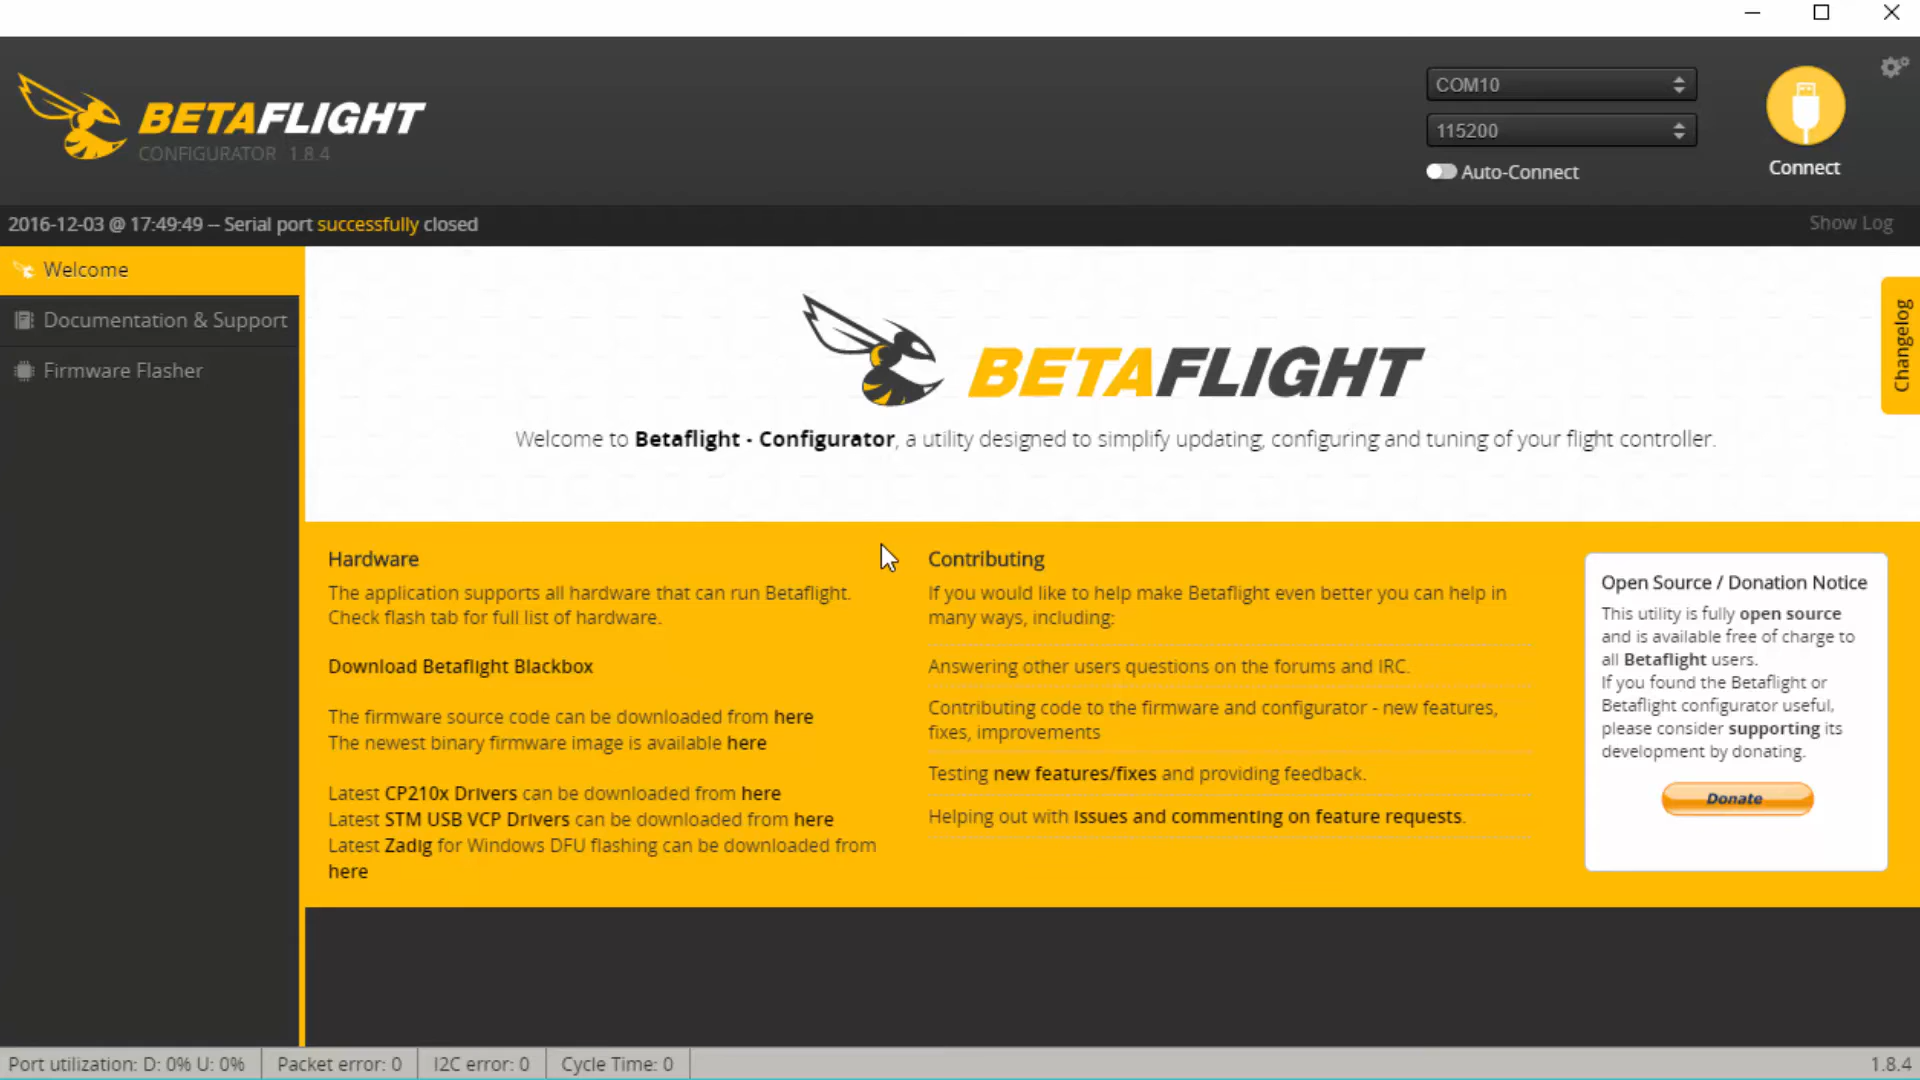 BETAFLIGHT
CONFIGURATOR 1.8.4
COM10
115200
Auto-Connect
Connect
2016-12-03 @ 17:49:49 -- Serial port successfully closed
Show Log
Welcome
Documentation & Support
Firmware Flasher
Changelog
BETAFLIGHT
Welcome to Betaflight - Configurator, a utility designed to simplify updating, configuring and tuning of your flight controller.
Hardware
The application supports all hardware that can run Betaflight.
Check flash tab for full list of hardware.
Download Betaflight Blackbox
The firmware source code can be downloaded from here
The newest binary firmware image is available here
Latest CP210x Drivers can be downloaded from here
Latest STM USB VCP Drivers can be downloaded from here
Latest Zadig for Windows DFU flashing can be downloaded from
here
Contributing
If you would like to help make Betaflight even better you can help in
many ways, including:
Answering other users questions on the forums and IRC.
Contributing code to the firmware and configurator - new features,
fixes, improvements
Testing new features/fixes and providing feedback.
Helping out with issues and commenting on feature requests.
Open Source / Donation Notice
This utility is fully open source
and is available free of charge to
all Betaflight users.
If you found the Betaflight or
Betaflight configurator useful,
please consider supporting its
development by donating.
Donate
Port utilization: D: 0% U: 0%
Packet error: 0
I2C error: 0
Cycle Time: 0
1.8.4